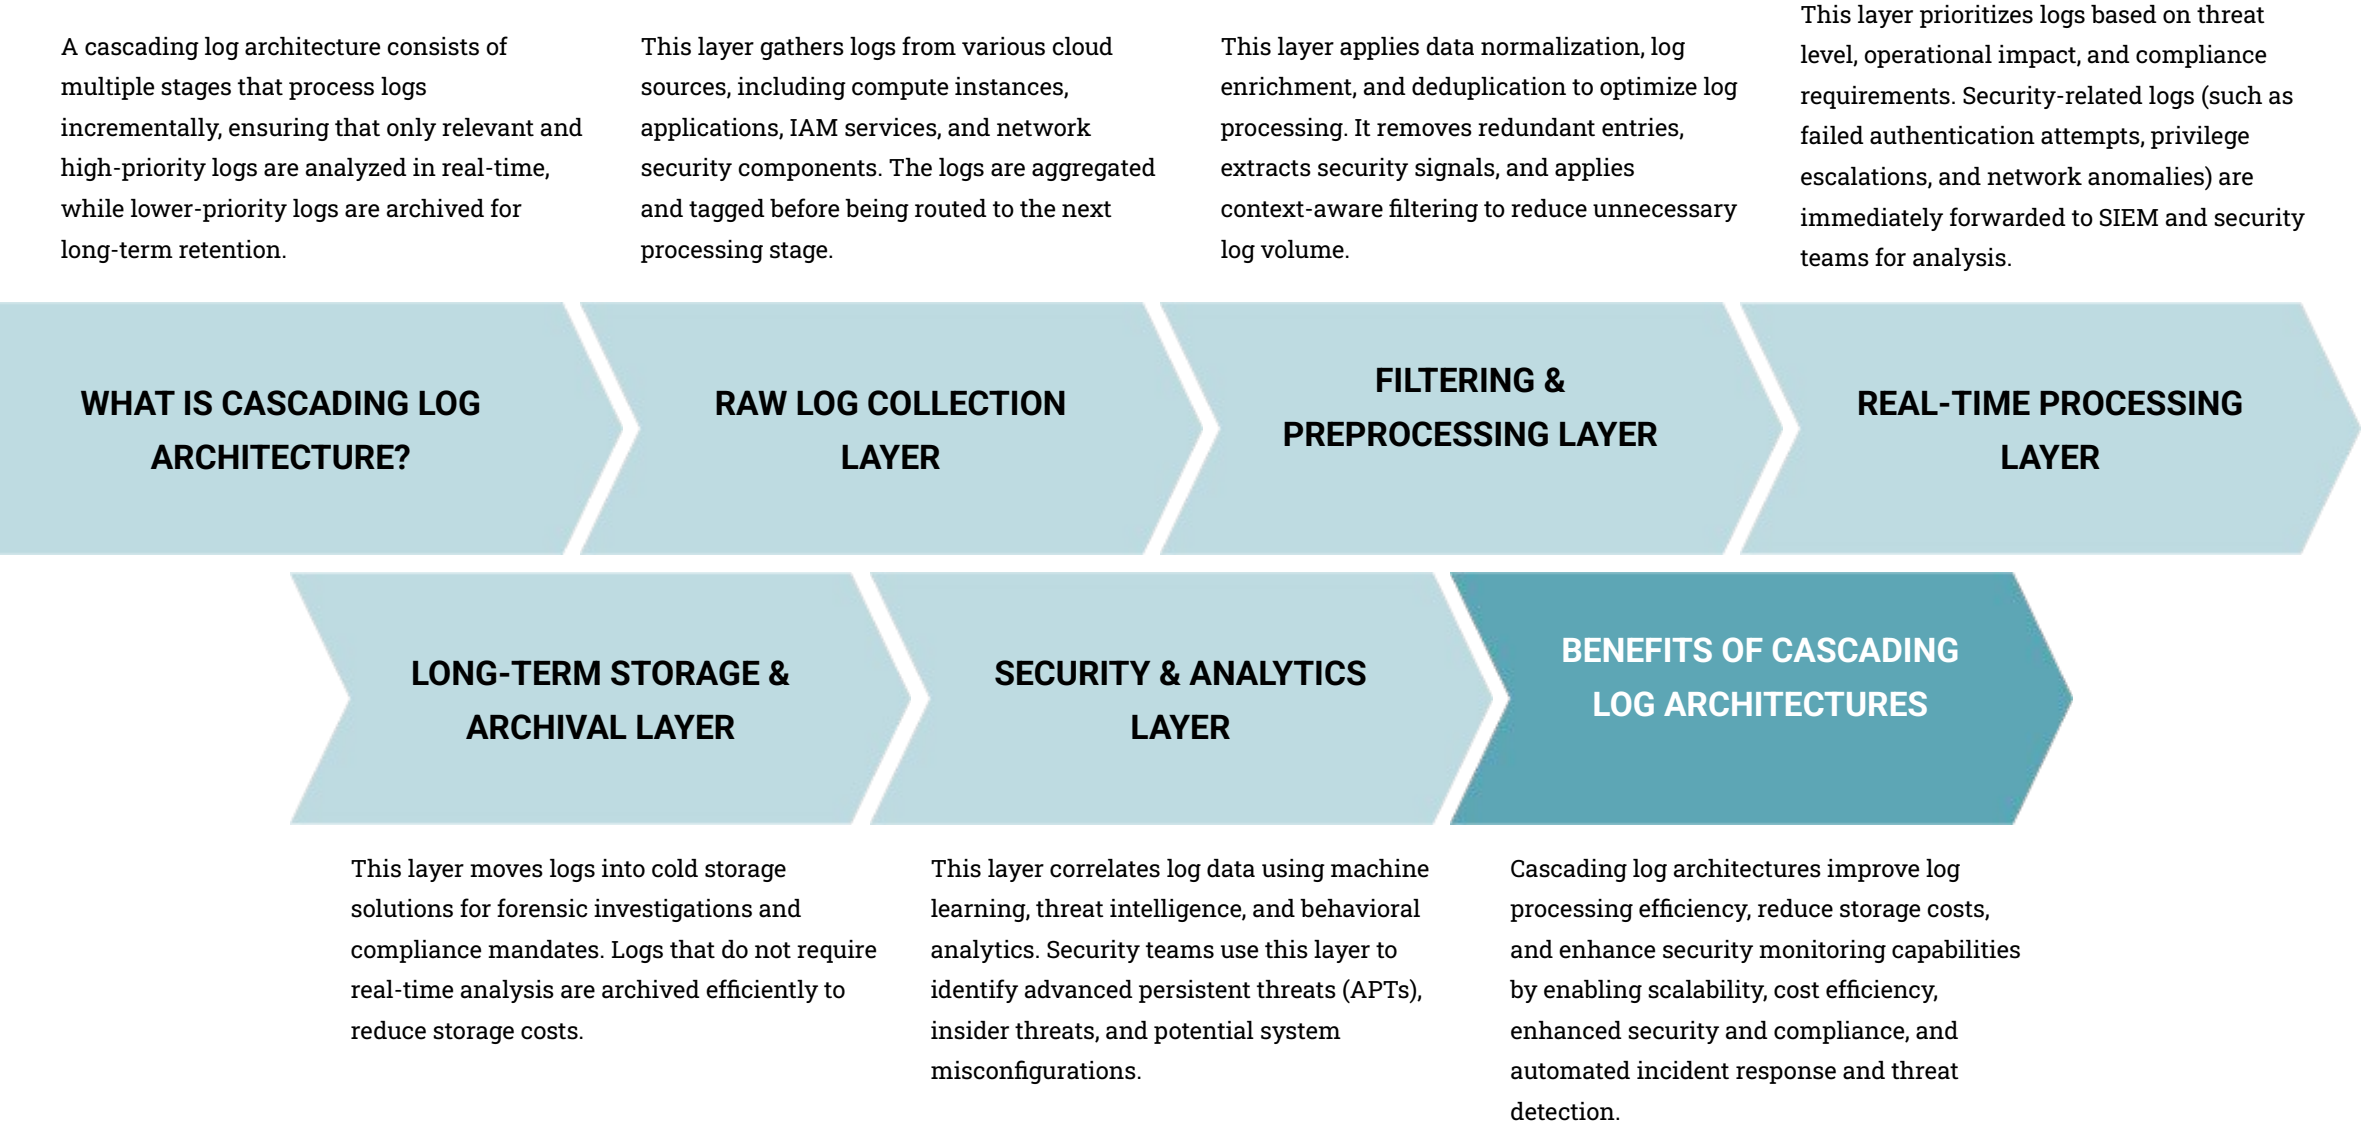 A cascading log architecture consists of
multiple stages that process logs
incrementally, ensuring that only relevant and
high-priority logs are analyzed in real-time,
while lower-priority logs are archived for
long-term retention.
This layer gathers logs from various cloud
sources, including compute instances,
applications, IAM services, and network
security components. The logs are aggregated
and tagged before being routed to the next
processing stage.
This layer applies data normalization, log
enrichment, and deduplication to optimize log
processing. It removes redundant entries,
extracts security signals, and applies
context-aware filtering to reduce unnecessary
log volume.
This layer prioritizes logs based on threat
level, operational impact, and compliance
requirements. Security-related logs (such as
failed authentication attempts, privilege
escalations, and network anomalies) are
immediately forwarded to SIEM and security
teams for analysis.
WHAT IS CASCADING LOG
ARCHITECTURE?
RAW LOG COLLECTION
LAYER
FILTERING &
PREPROCESSING LAYER
REAL-TIME PROCESSING
LAYER
LONG-TERM STORAGE &
ARCHIVAL LAYER
SECURITY & ANALYTICS
LAYER
BENEFITS OF CASCADING
LOG ARCHITECTURES
This layer moves logs into cold storage
solutions for forensic investigations and
compliance mandates. Logs that do not require
real-time analysis are archived efficiently to
reduce storage costs.
This layer correlates log data using machine
learning, threat intelligence, and behavioral
analytics. Security teams use this layer to
identify advanced persistent threats (APTs),
insider threats, and potential system
misconfigurations.
Cascading log architectures improve log
processing efficiency, reduce storage costs,
and enhance security monitoring capabilities
by enabling scalability, cost efficiency,
enhanced security and compliance, and
automated incident response and threat
detection.